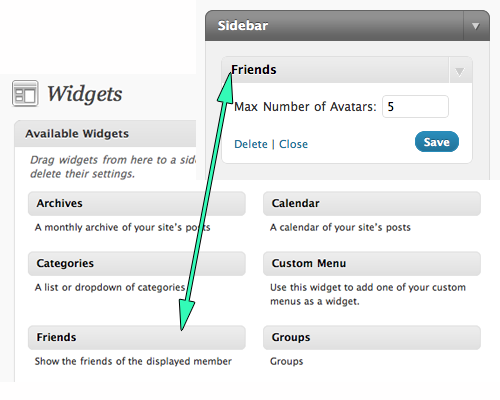 Sidebar
Friends
Max Number of Avatars: 5
Delete | Close
Save
Widgets
Available Widgets
Drag widgets from here to a sid
delete their settings.
Archives
A monthly archive of your site's posts
Calendar
A calendar of your site's posts
Categories
A list or dropdown of categories
Custom Menu
Use this widget to add one of your custom
menus as a widget.
Friends
Show the friends of the displayed member
Groups
Groups